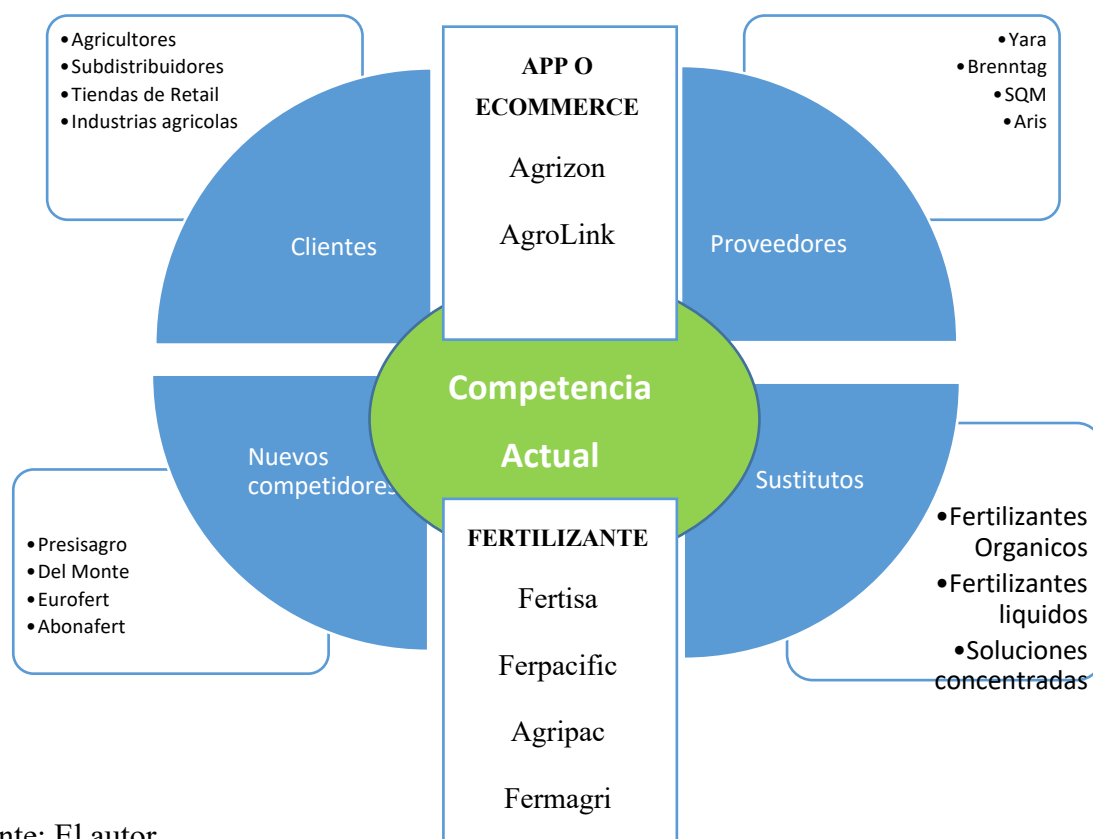 •Agricultores
•Subdistribuidores
•Tiendas de Retail
•Industrias agricolas
APP O
ECOMMERCE
Agrizon
AgroLink
•Yara
•Brenntag
•SQM
•Aris
Clientes
Proveedores
Competencia
Actual
Nuevos
competidores
Sustitutos
•Presisagro
•Del Monte
•Eurofert
•Abonafert
FERTILIZANTE
Fertisa
Ferpacific
Agripac
Fermagri
•Fertilizantes
Organicos
•Fertilizantes
liquidos
•Soluciones
concentradas
El autor